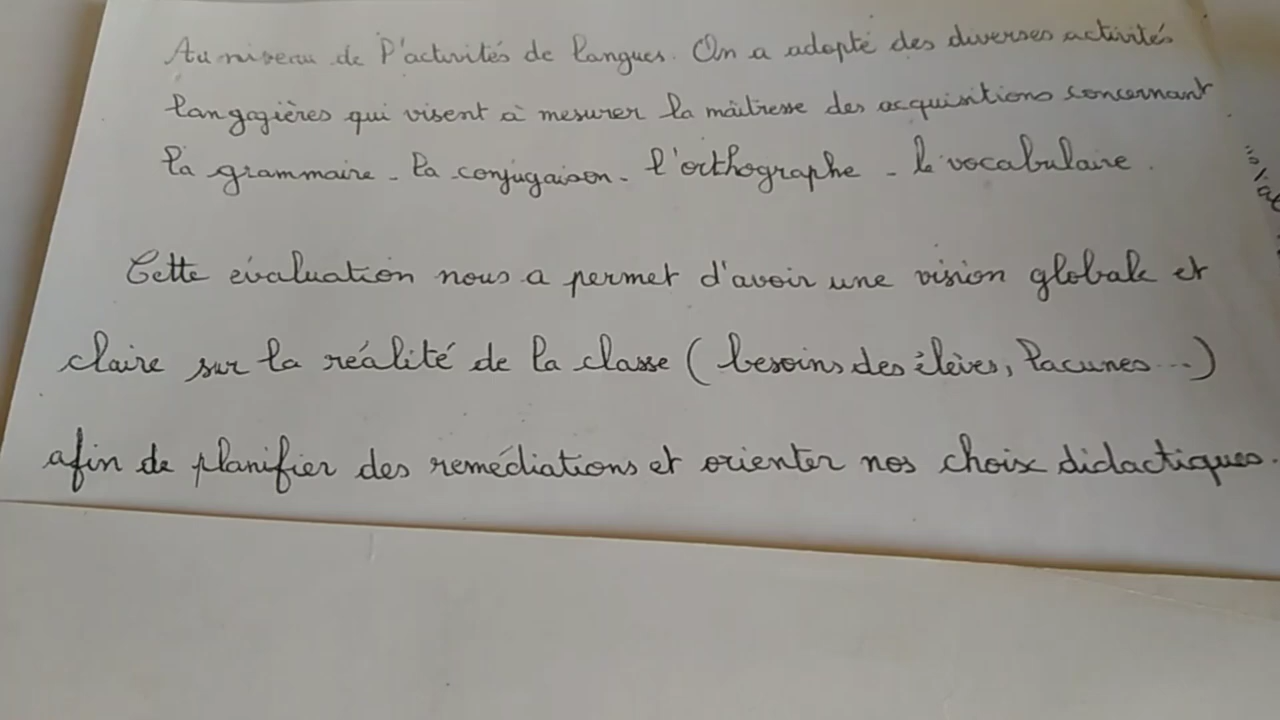 Au niveau de l'activités de langues. On a adopté des diverses activités
langagières qui visent à mesurer la maîtresse des acquisitions concernant
la grammaire - la conjugaison - l'orthographe - le vocabulaire.
Cette évaluation nous a permet d'avoir une vision globale et
claire sur la réalité de la classe (besoins des élèves, lacunes...)
afin de planifier des remédiations et orienter nos choix didactiques.